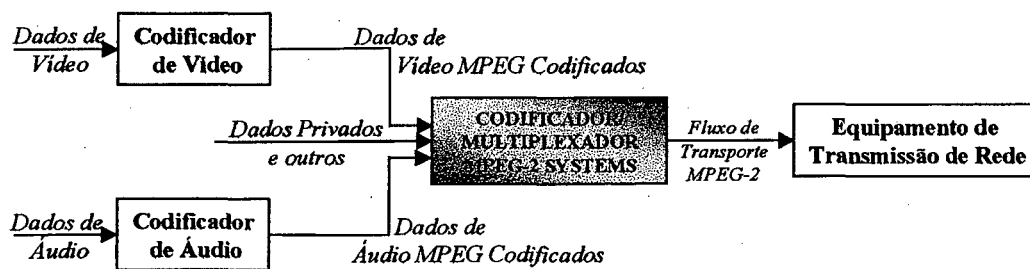 Dados de
Vídeo
Codificador
de Video
Dados de
Vídeo MPEG Codificados
Dados Privados
e outros
CODIFICADOR/
MULTIPLEXADOR
MPEG-2 SYSTEMS
Fluxo de
Transporte
MPEG-2
Equipamento de
Transmissão de Rede
Dados de
Áudio
Codificador
de Áudio
Dados de
Áudio MPEG Codificados